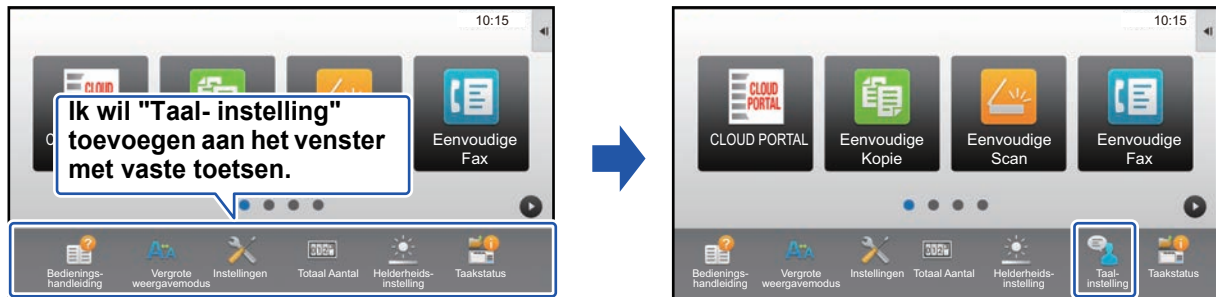 10:15
CLOUD
Ik wil "Taal- instelling"
toevoegen aan het venster
met vaste toetsen.
Eenvoudige
Fax
Bedienings-
handleiding
Vergrote
weergavemodus
Instellingen
Totaal Aantal
Helderheids-
instelling
Taakstatus
10:15
CLOUD
PORTAL
CLOUD PORTAL
Eenvoudige
Kopie
Eenvoudige
Scan
Eenvoudige
Fax
Bedienings-
handleiding
Vergrote
weergavemodus
Instellingen
Totaal Aantal
Helderheids-
instelling
Taal-
instelling
Taakstatus